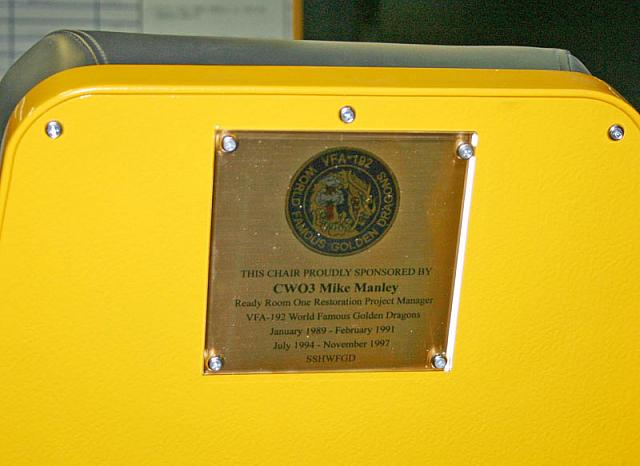 VFA-192
WORLD FAMOUS GOLDEN DRAGONS
THIS CHAIR PROUDLY SPONSORED BY
CWO3 Mike Manley
Ready Room One Restoration Project Manager
VFA-192 World Famous Golden Dragons
January 1989 - February 1991
July 1994 - November 1997
SSHWFGD